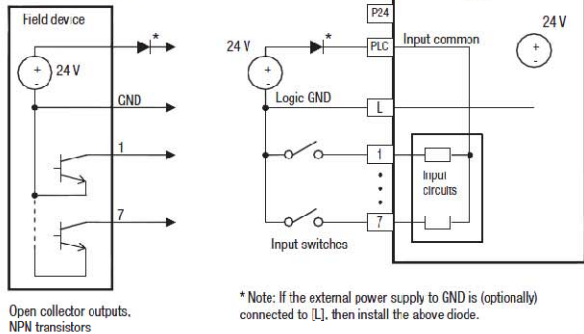 Field device
*
+
-
24 V
GND
1
7
Open collector outputs,
NPN transistors
P24
24 V
*
PLC
Input common
24 V
+
-
+
-
Logic GND
L
1
Input
circuits
7
Input switches
* Note: If the external power supply to GND is (optionally)
connected to [L], then install the above diode.